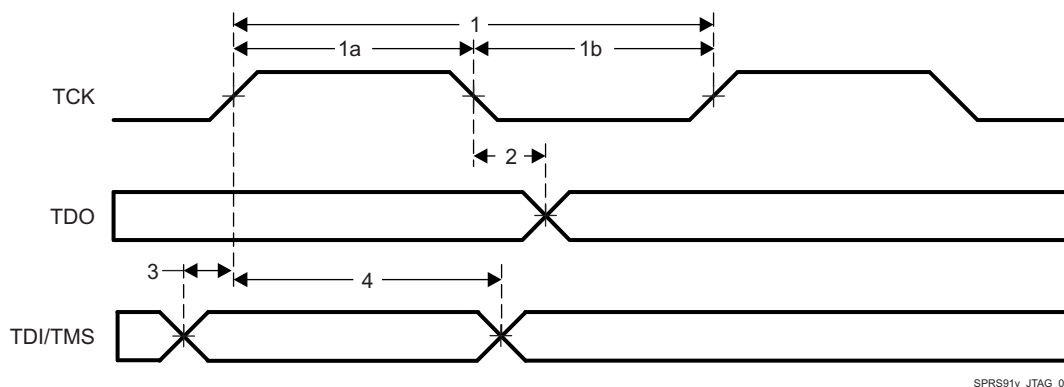 1
1a
1b
TCK
2
TDO
3
4
TDI/TMS
SPRS91v_JTAG_0